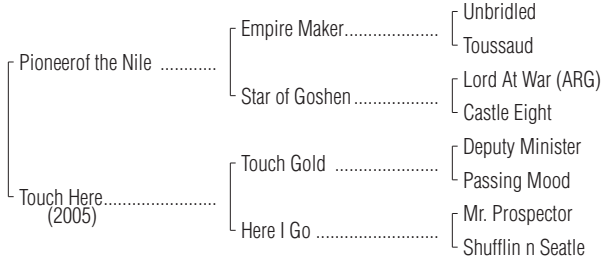 Unbridled
Empire Maker....................
Toussaud
Pioneerof the Nile ............
Lord At War (ARG)
Star of Goshen ..................
Castle Eight
Deputy Minister
Touch Gold ......................
Passing Mood
Touch Here........................
(2005)
Mr. Prospector
Here I Go ..........................
Shufflin n Seatle